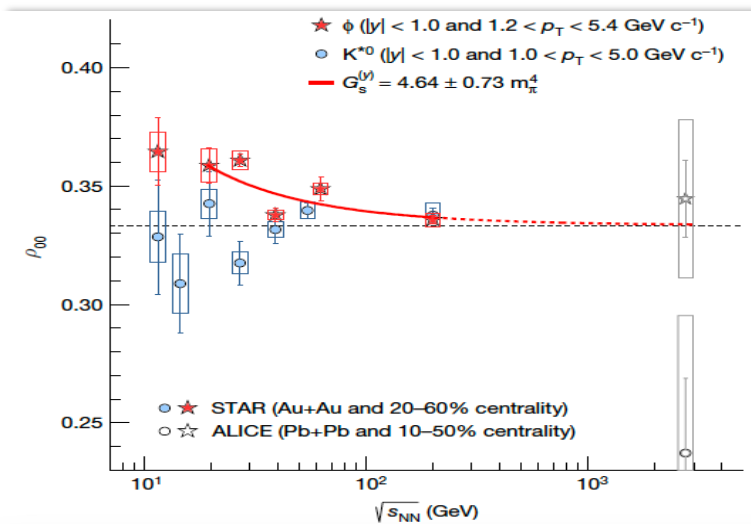 ϕ (|y| < 1.0 and 1.2 < pT < 5.4 GeV c⁻¹)
K*⁰ (|y| < 1.0 and 1.0 < pT < 5.0 GeV c⁻¹)
Gs⁽ʸ⁾ = 4.64 ± 0.73 mπ⁴
0.40
0.35
0.30
0.25
ρ00
STAR (Au+Au and 20–60% centrality)
ALICE (Pb+Pb and 10–50% centrality)
10¹
10²
10³
√sNN (GeV)